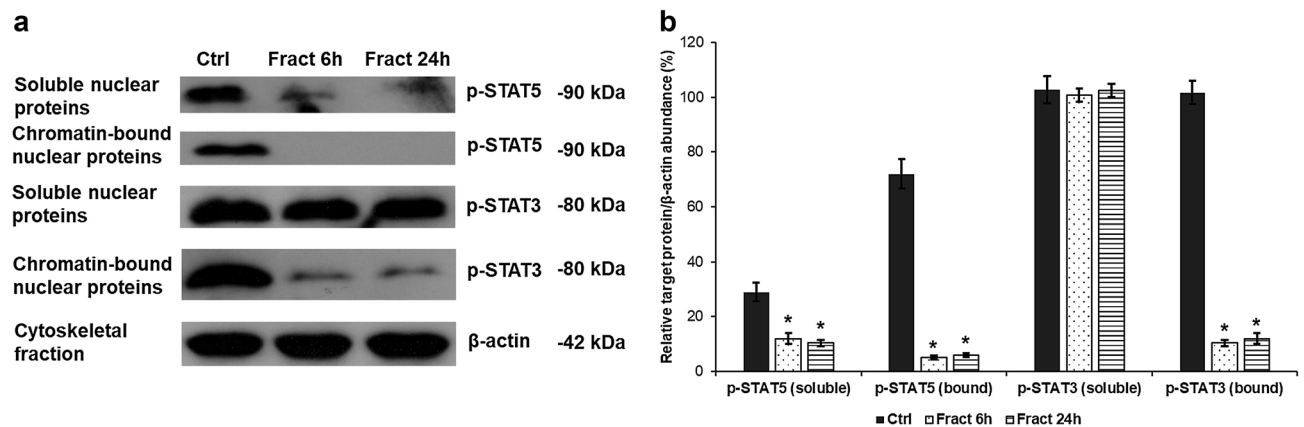 a
Ctrl Fract 6h Fract 24h
Soluble nuclear
proteins
p-STAT5 -90 kDa
Chromatin-bound
nuclear proteins
p-STAT5 -90 kDa
Soluble nuclear
proteins
p-STAT3 -80 kDa
Chromatin-bound
nuclear proteins
p-STAT3 -80 kDa
Cytoskeletal
fraction
β-actin -42 kDa
b
Relative target protein/β-actin abundance (%)
120
100
80
60
40
20
0
* * * * * *
p-STAT5 (soluble) p-STAT5 (bound) p-STAT3 (soluble) p-STAT3 (bound)
Ctrl Fract 6h Fract 24h